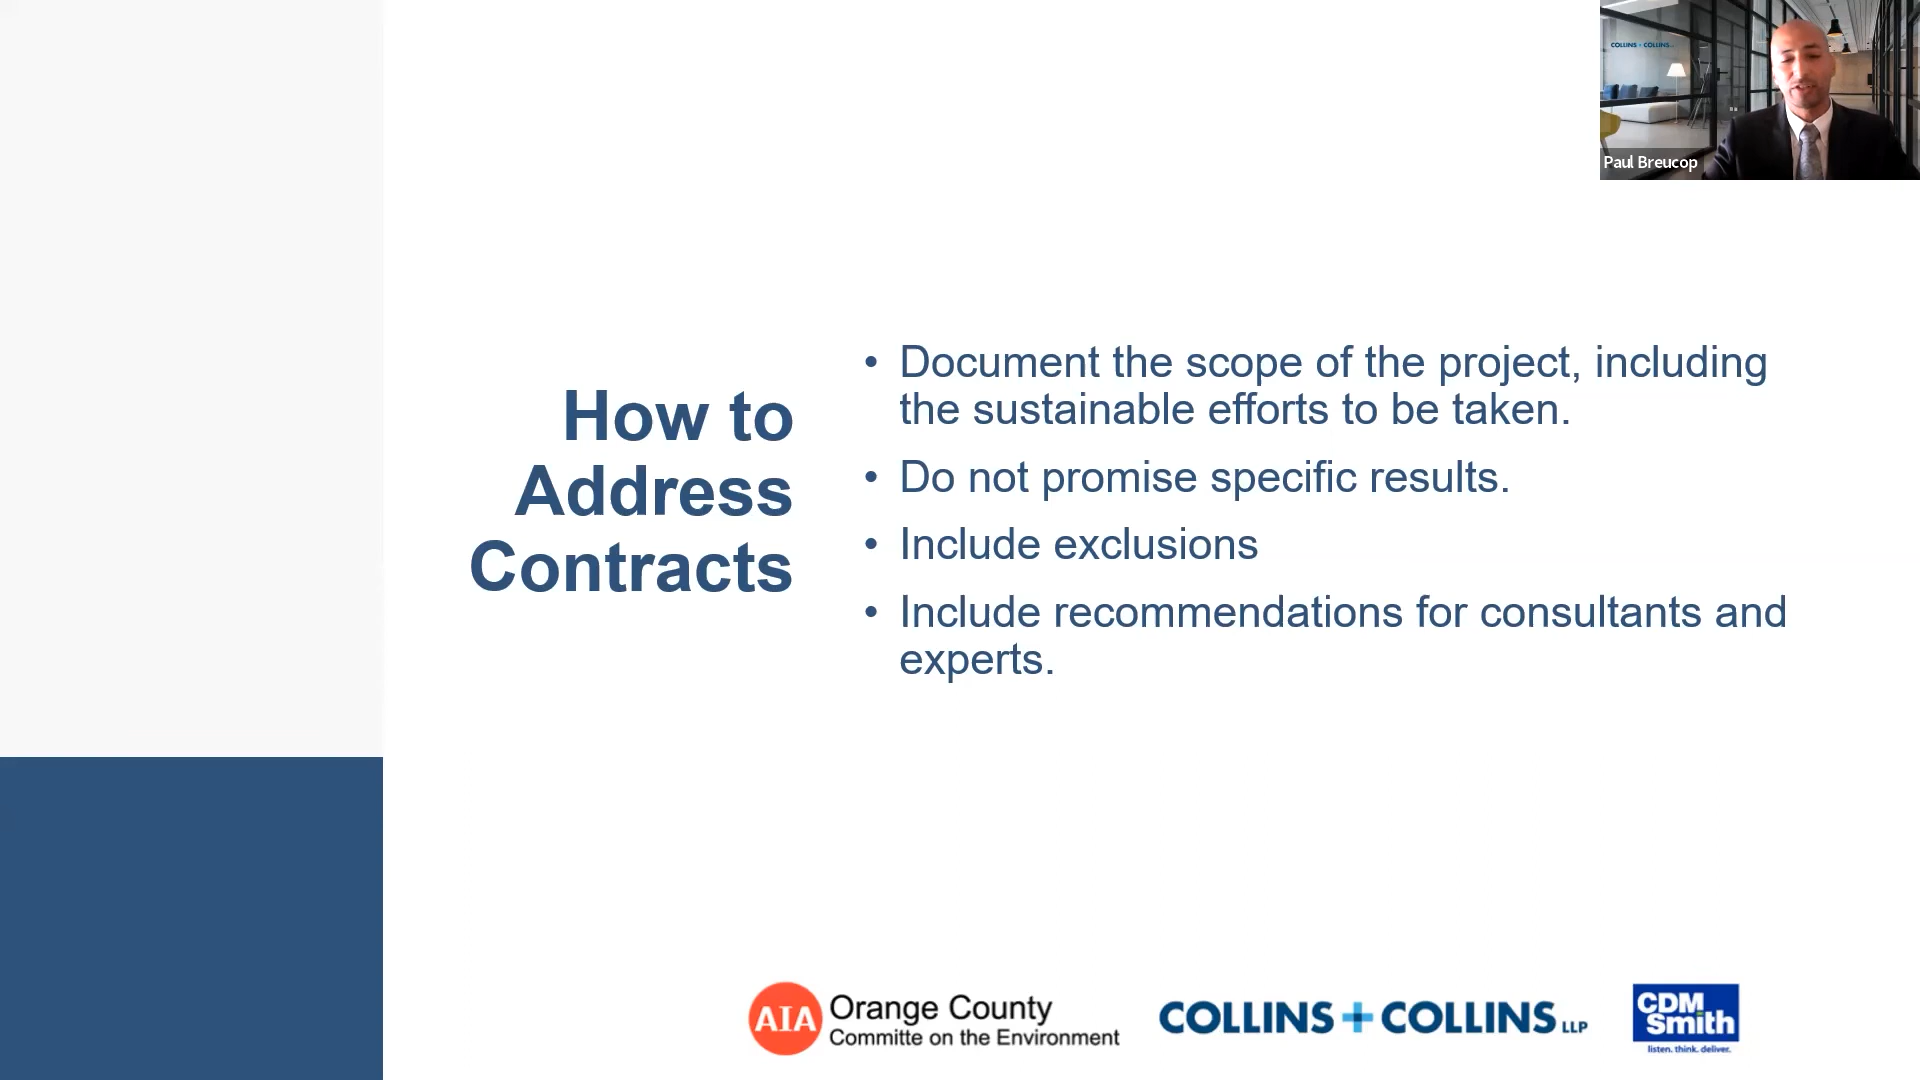 COLLINS + COLLINS
Paul Breucop
How to
Address
Contracts
• Document the scope of the project, including
the sustainable efforts to be taken.
• Do not promise specific results.
• Include exclusions
• Include recommendations for consultants and
experts.
AIA Orange County
Committe on the Environment
COLLINS + COLLINS LLP
CDM
Smith
listen. think. deliver.